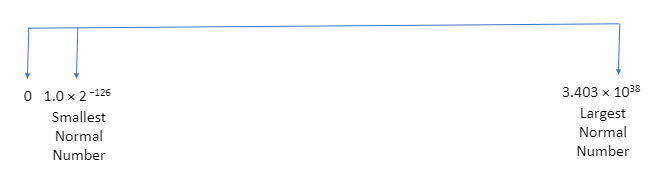 0 1.0 × 2⁻¹²⁶
Smallest
Normal
Number
3.403 × 10³⁸
Largest
Normal
Number